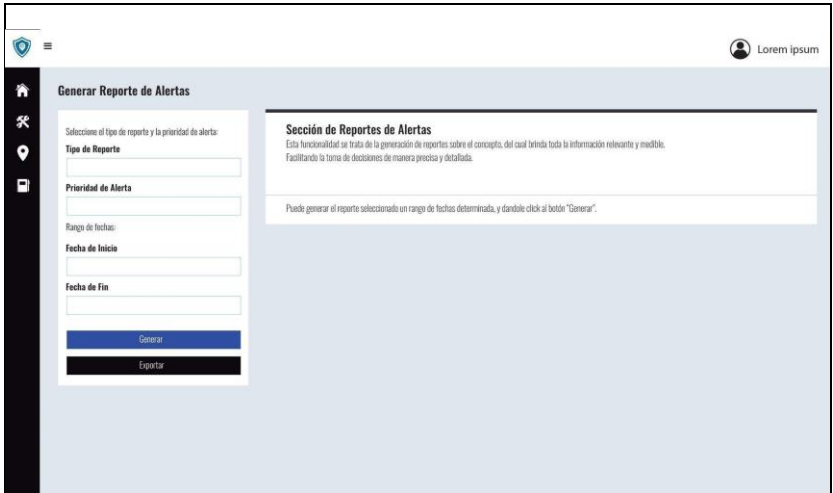 Lorem ipsum
Generar Reporte de Alertas
Seleccione el tipo de reporte y la prioridad de alerta:
Tipo de Reporte
Prioridad de Alerta
Rango de fechas:
Fecha de Inicio
Fecha de Fin
Generar
Exportar
Sección de Reportes de Alertas
Esta funcionalidad se trata de la generación de reportes sobre el concepto, del cual brinda toda la información relevante y medible.
Facilitando la toma de decisiones de manera precisa y detallada.
Puede generar el reporte seleccionado un rango de fechas determinada, y dandole click al botón "Generar".